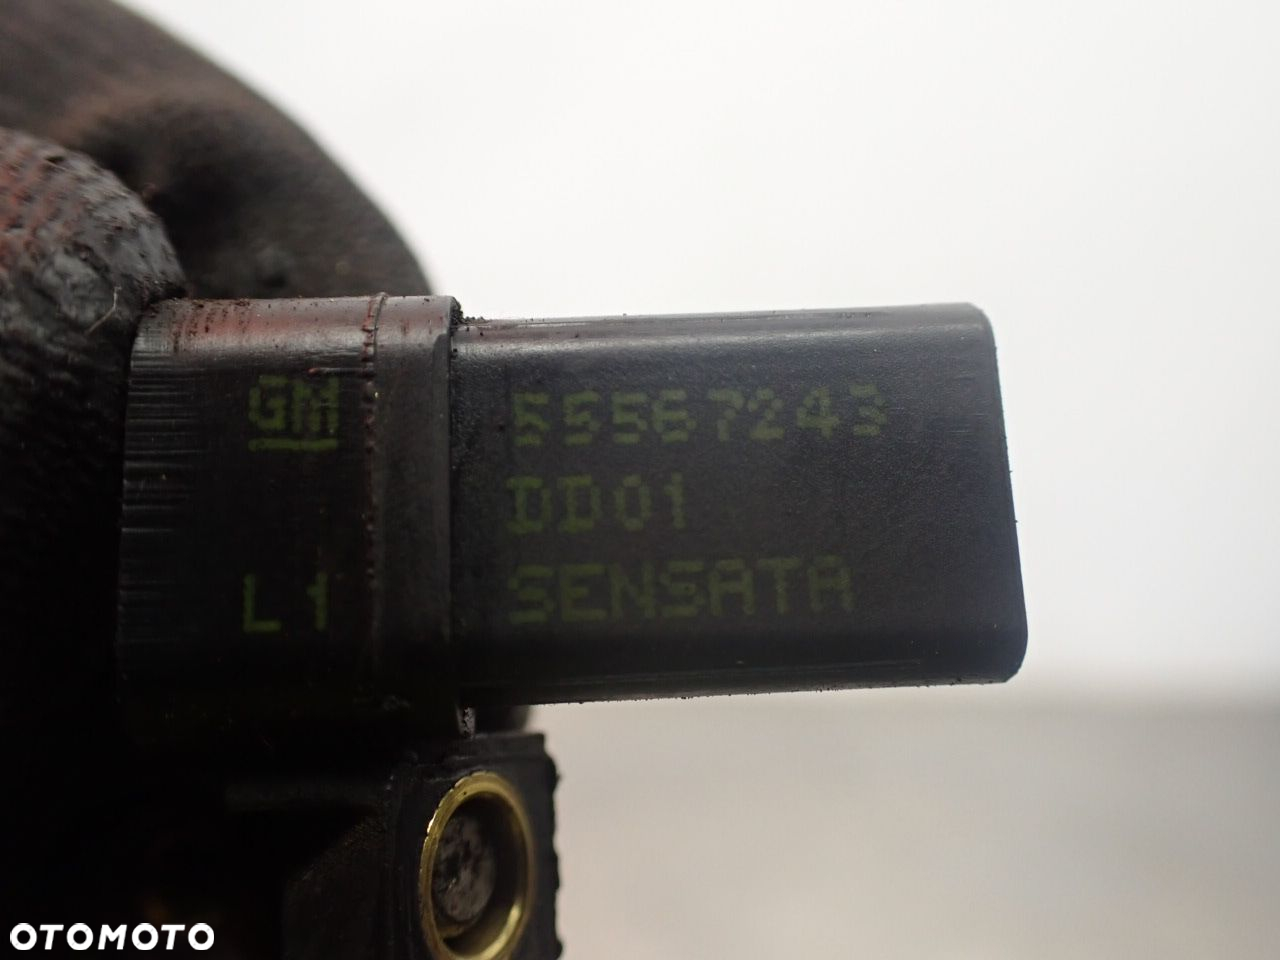 GM 55567243
DD01
L1 SENSATA
OTOMOTO